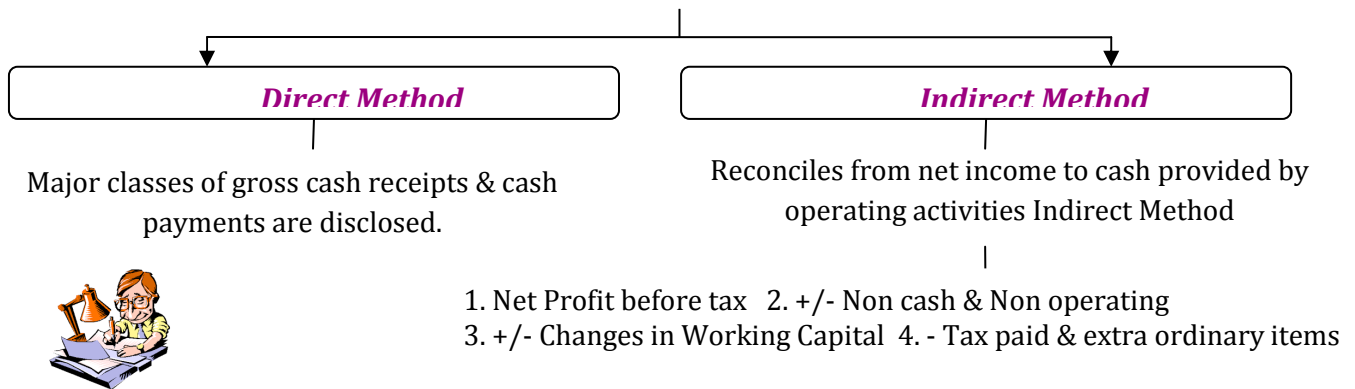 Direct Method
Indirect Method
Major classes of gross cash receipts & cash
payments are disclosed.
Reconciles from net income to cash provided by
operating activities Indirect Method
1. Net Profit before tax 2. +/- Non cash & Non operating
3. +/- Changes in Working Capital 4. - Tax paid & extra ordinary items